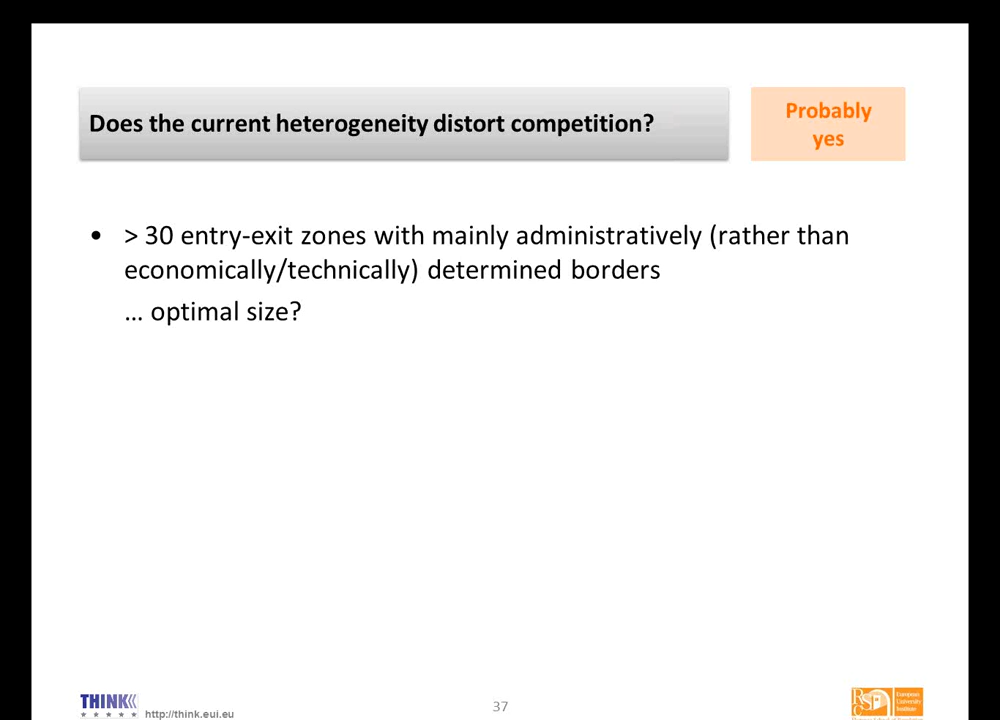 Does the current heterogeneity distort competition?
Probably
yes
• > 30 entry-exit zones with mainly administratively (rather than
economically/technically) determined borders
... optimal size?
THINK
http://think.eui.eu
37
RSC
European
University
Institute